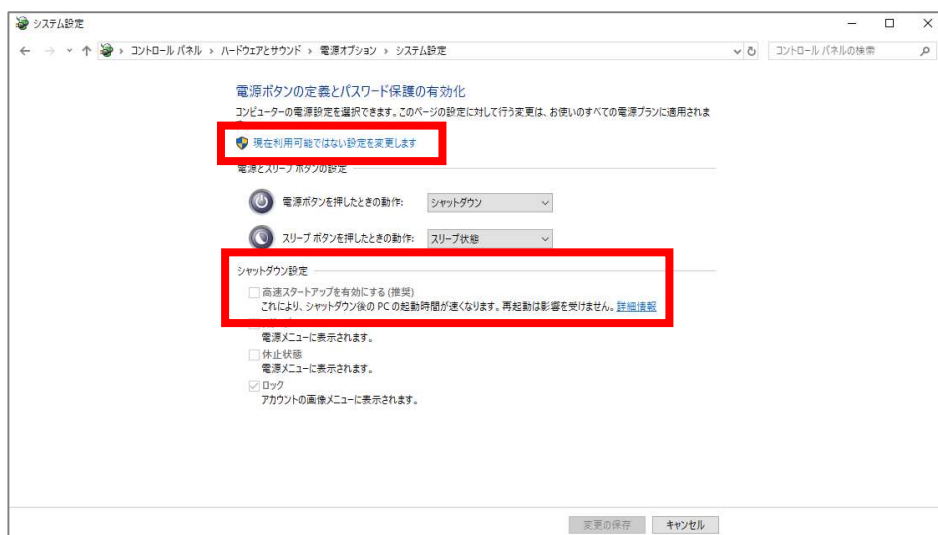 システム設定
コントロール パネル › ハードウェアとサウンド › 電源オプション › システム設定
コントロール パネルの検索
電源ボタンの定義とパスワード保護の有効化
コンピューターの電源設定を選択できます。このページの設定に対して行う変更は、お使いのすべての電源プランに適用されま
現在利用可能ではない設定を変更します
電源とスリープ ボタンの設定
電源ボタンを押したときの動作: シャットダウン
スリープ ボタンを押したときの動作: スリープ状態
シャットダウン設定
高速スタートアップを有効にする (推奨)
これにより、シャットダウン後の PC の起動時間が速くなります。再起動は影響を受けません。詳細情報
電源メニューに表示されます。
休止状態
電源メニューに表示されます。
ロック
アカウントの画像メニューに表示されます。
変更の保存 キャンセル